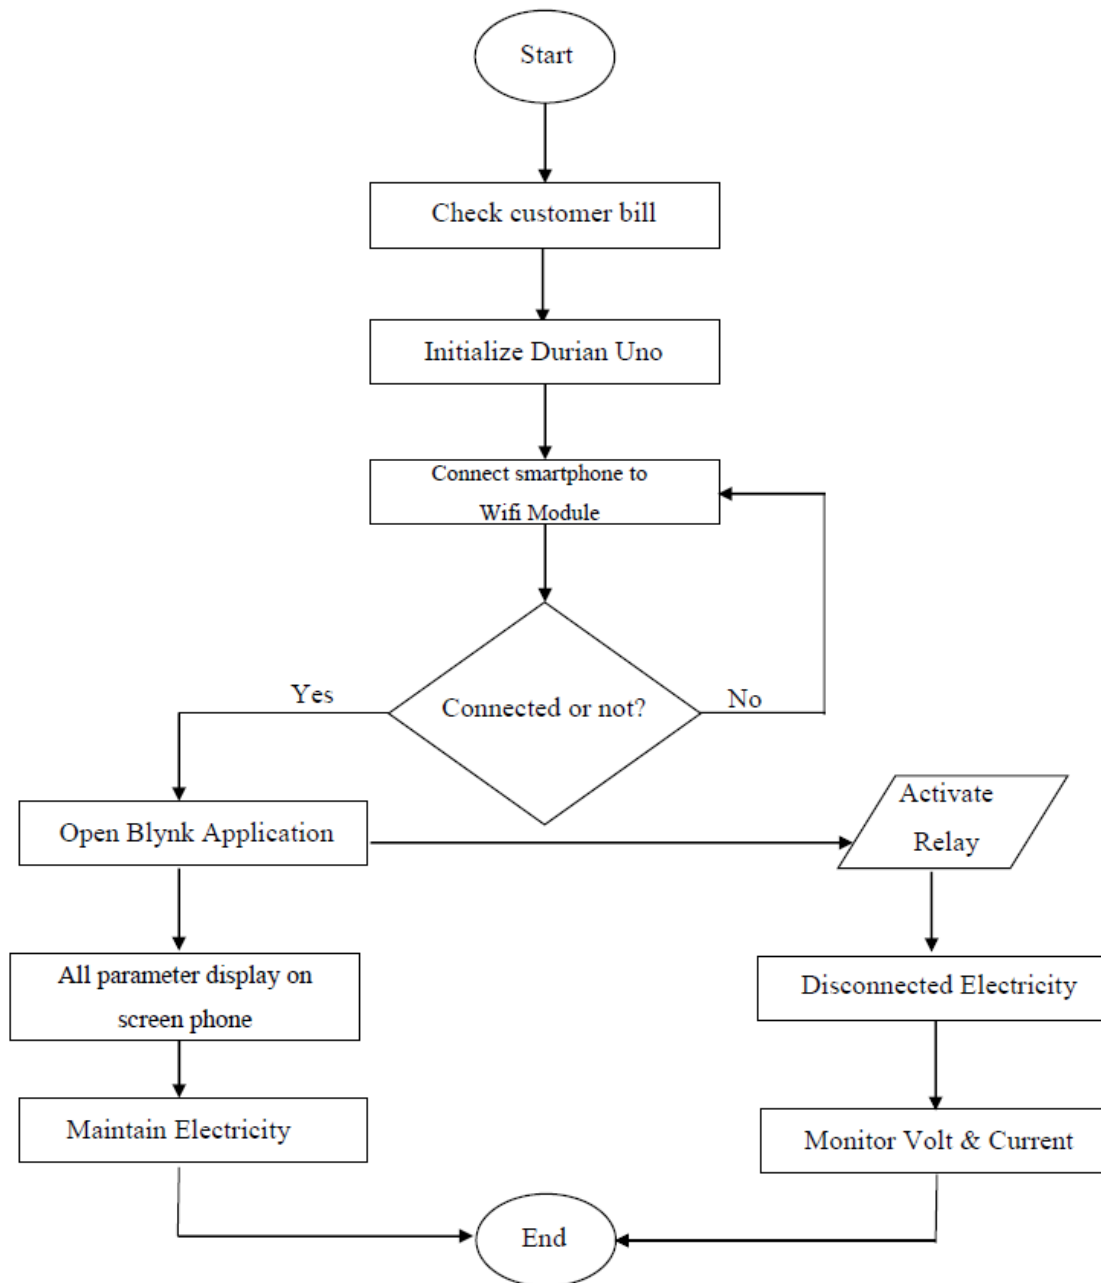 Start
Check customer bill
Initialize Durian Uno
Connect smartphone to
Wifi Module
Connected or not?
Yes
No
Open Blynk Application
Activate
Relay
All parameter display on
screen phone
Disconnected Electricity
Maintain Electricity
Monitor Volt & Current
End